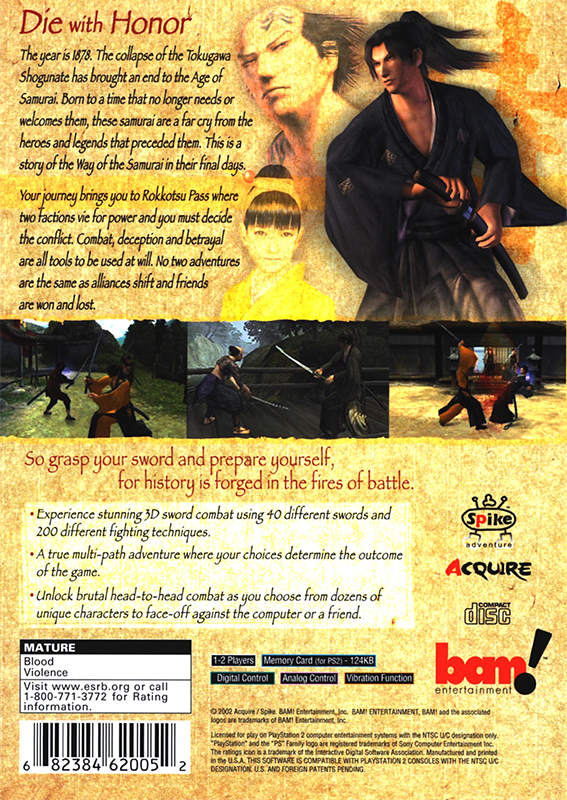 Die with Honor
The year is 1878. The collapse of the Tokugawa
Shogunate has brought an end to the Age of
Samurai. Born to a time that no longer needs or
welcomes them, these samurai are a far cry from the
heroes and legends that preceded them. This is a
story of the Way of the Samurai in their final days.
Your journey brings you to Rokkotsu Pass where
two factions vie for power and you must decide
the conflict. Combat, deception and betrayal
are all tools to be used at will. No two adventures
are the same as alliances shift and friends
are won and lost.
So grasp your sword and prepare yourself,
for history is forged in the fires of battle.
• Experience stunning 3D sword combat using 40 different swords and
200 different fighting techniques.
• A true multi-path adventure where your choices determine the outcome
of the game.
• Unlock brutal head-to-head combat as you choose from dozens of
unique characters to face-off against the computer or a friend.
Spike
adventure
ACQUIRE
COMPACT
disc
bam!
entertainment
MATURE
Blood
Violence
Visit www.esrb.org or call
1-800-771-3772 for Rating
information.
1-2 Players Memory Card (for PS2) - 124KB
Digital Control Analog Control Vibration Function
6 82384 62005 2
© 2002 Acquire / Spike. BAM! Entertainment, Inc. BAM! ENTERTAINMENT, BAM! and the associated
logos are trademarks of BAM! Entertainment, Inc.
Licensed for play on PlayStation 2 computer entertainment systems with the NTSC U/C designation only.
"PlayStation" and the "PS" Family logo are registered trademarks of Sony Computer Entertainment Inc.
The ratings icon is a trademark of the Interactive Digital Software Association. Manufactured and printed
in the U.S.A. THIS SOFTWARE IS COMPATIBLE WITH PLAYSTATION 2 CONSOLES WITH THE NTSC U/C
DESIGNATION. U.S. AND FOREIGN PATENTS PENDING.